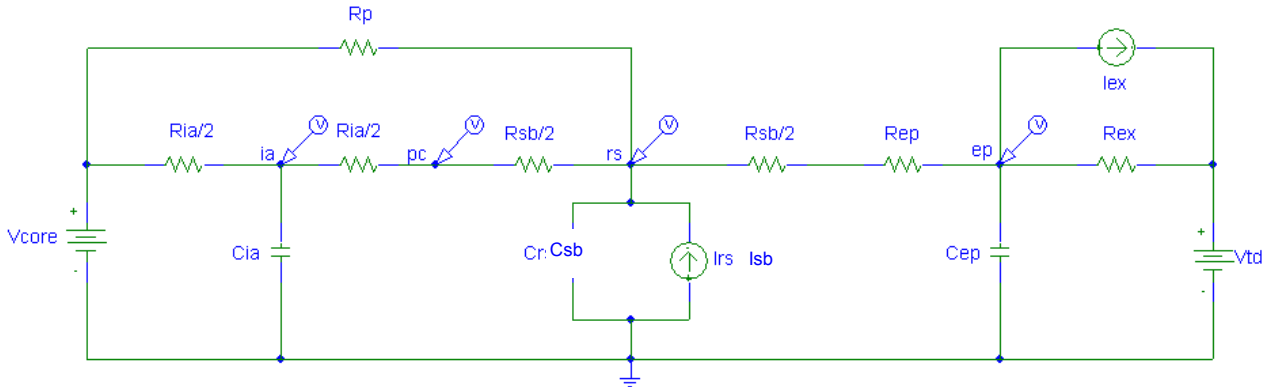 Rp
Iex
Ria/2
Ria/2
Rsb/2
Rsb/2
Rep
Rex
ia
V
pc
V
rs
V
ep
V
+
Vcore
-
Cia
Cr: Csb
Irs Isb
Cep
+
Vtd
-